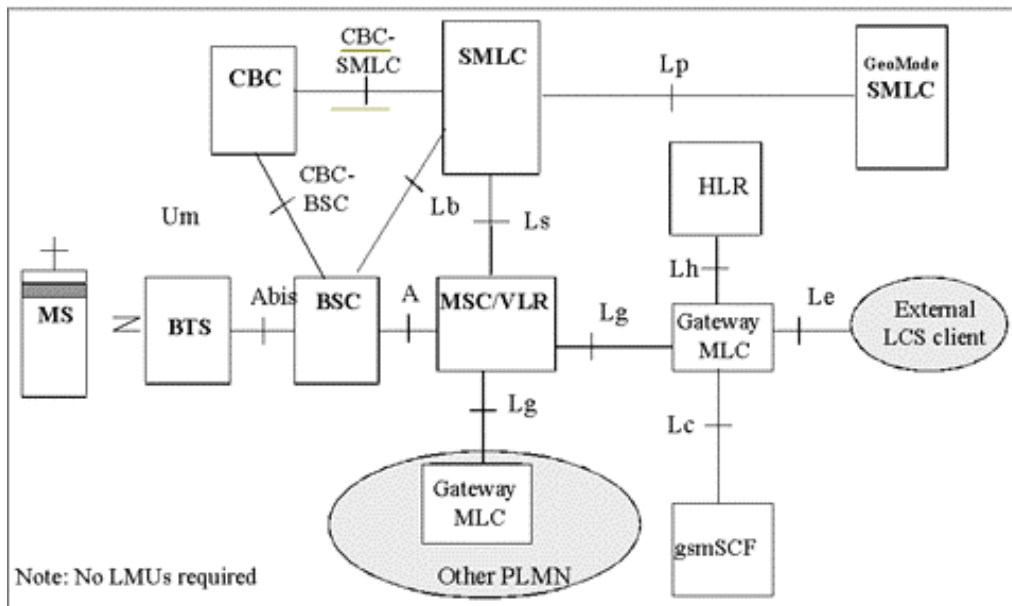 CBC-
SMLC
CBC
SMLC
Lp
GeoMode
SMLC
CBC-
BSC
Lb
Ls
HLR
Um
Lh
Le
MS
BTS
Abis
BSC
A
MSC/VLR
Lg
Gateway
MLC
External
LCS client
Lg
Lc
Gateway
MLC
gsmSCF
Other PLMN
Note: No LMUs required